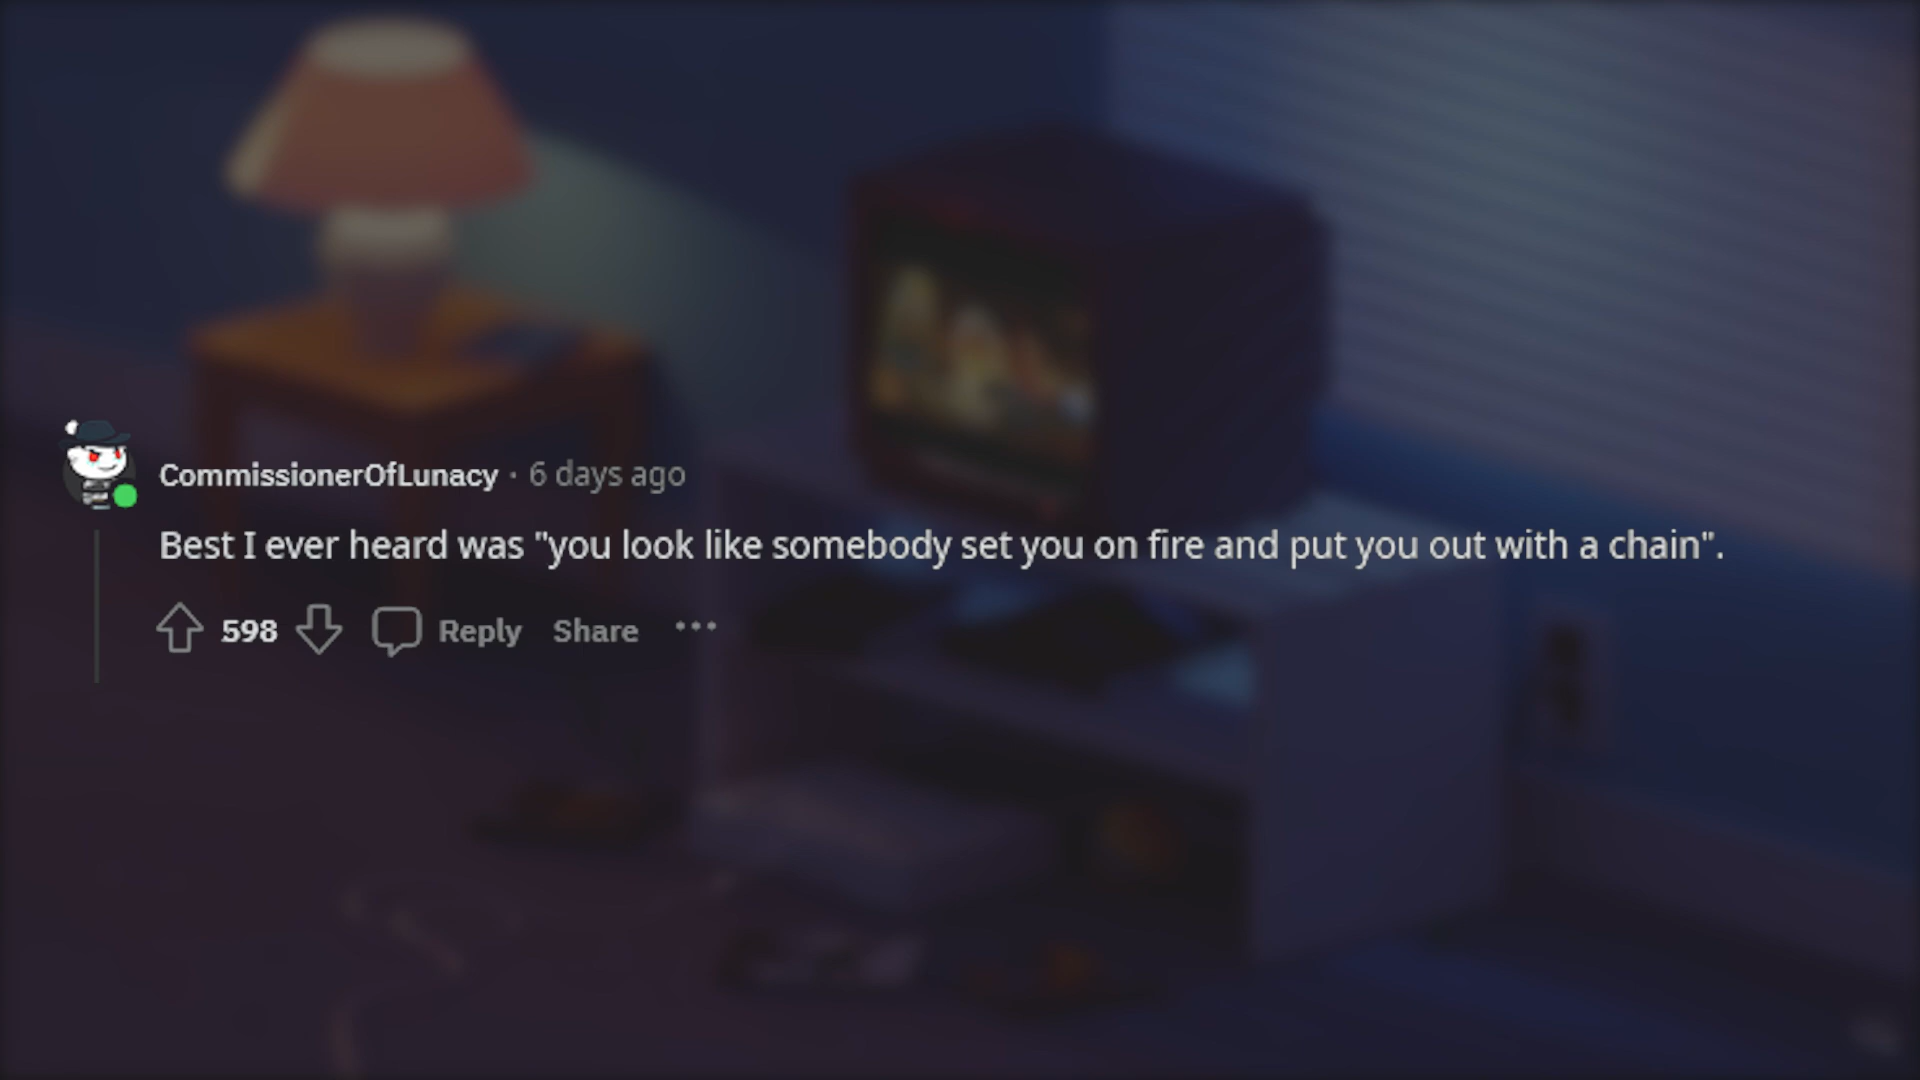 CommissionerOfLunacy · 6 days ago
Best I ever heard was "you look like somebody set you on fire and put you out with a chain".
598 Reply Share ···